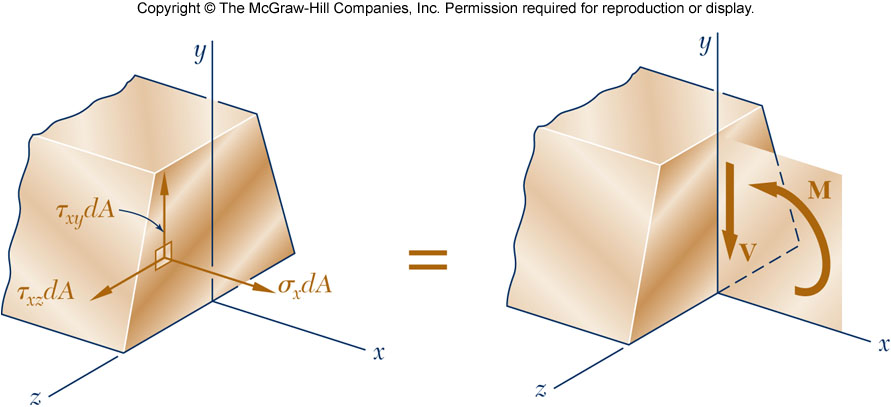 Copyright © The McGraw-Hill Companies, Inc. Permission required for reproduction or display.
y
τxydA
τxzdA
σxdA
x
z
=
y
M
V
x
z